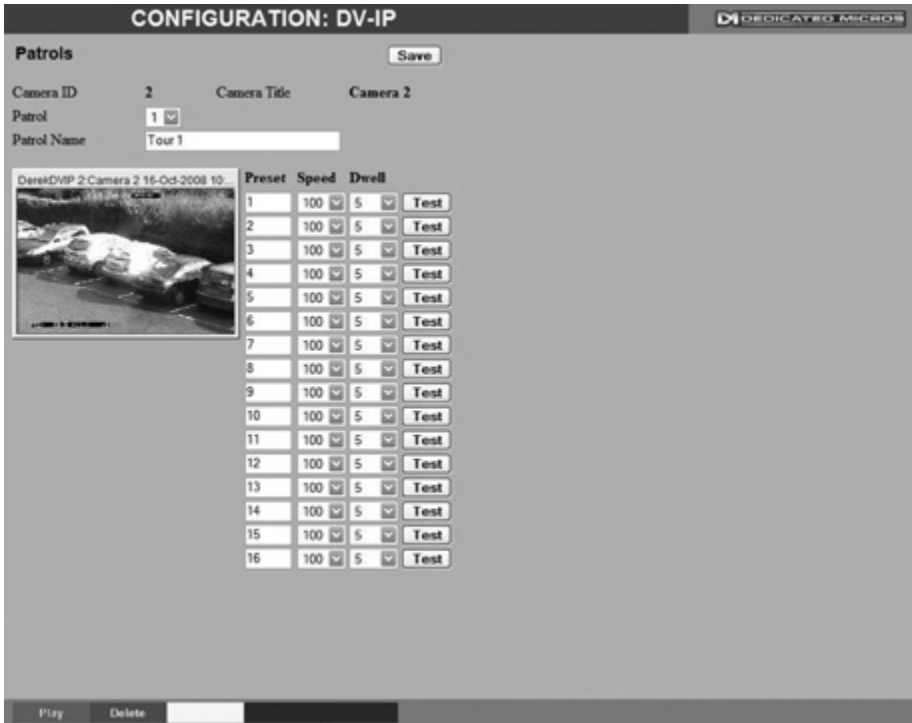 CONFIGURATION: DV-IP
DEDICATED MICROS
Patrols
Save
Camera ID 2 Camera Title Camera 2
Patrol 1
Patrol Name Tour 1
DerekDVIP 2:Camera 2 16-Oct-2008 10:...
Preset Speed Dwell
1 100 5 Test
2 100 5 Test
3 100 5 Test
4 100 5 Test
5 100 5 Test
6 100 5 Test
7 100 5 Test
8 100 5 Test
9 100 5 Test
10 100 5 Test
11 100 5 Test
12 100 5 Test
13 100 5 Test
14 100 5 Test
15 100 5 Test
16 100 5 Test
Play Delete